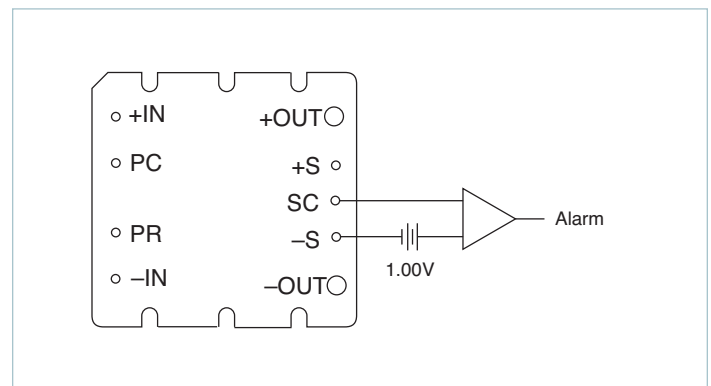 +IN
+OUT
PC
+S
SC
PR
–S
–IN
–OUT
1.00V
Alarm